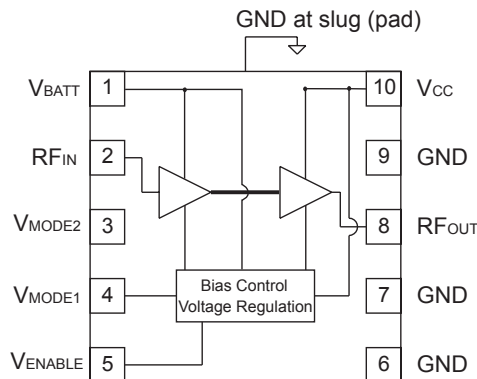 GND at slug (pad)
VBATT 1 10 VCC
RFIN 2 9 GND
VMODE2 3 8 RFOUT
Bias Control
Voltage Regulation
VMODE1 4 7 GND
VENABLE 5 6 GND